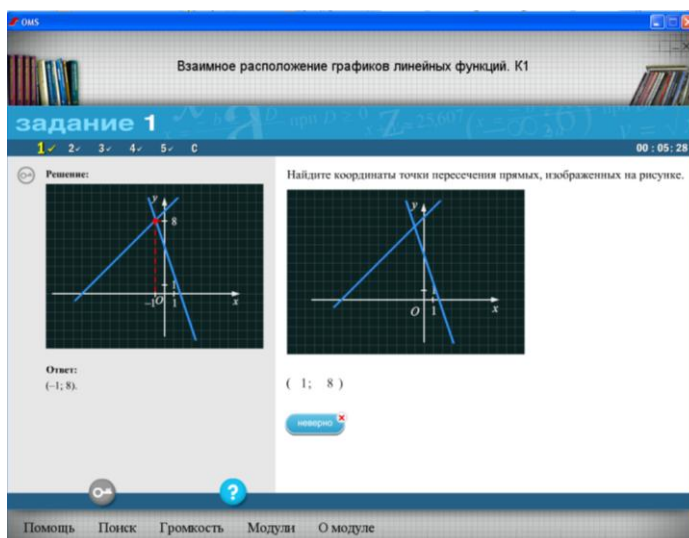 OMS
Взаимное расположение графиков линейных функций. К1
задание 1
1 2 3 4 5 С
00 : 05 : 28
Решение:
y
8
1
-1 O 1 x
Ответ:
(–1; 8).
Найдите координаты точки пересечения прямых, изображенных на рисунке.
y
1
O 1 x
( 1; 8 )
неверно
?
Помощь Поиск Громкость Модули О модуле